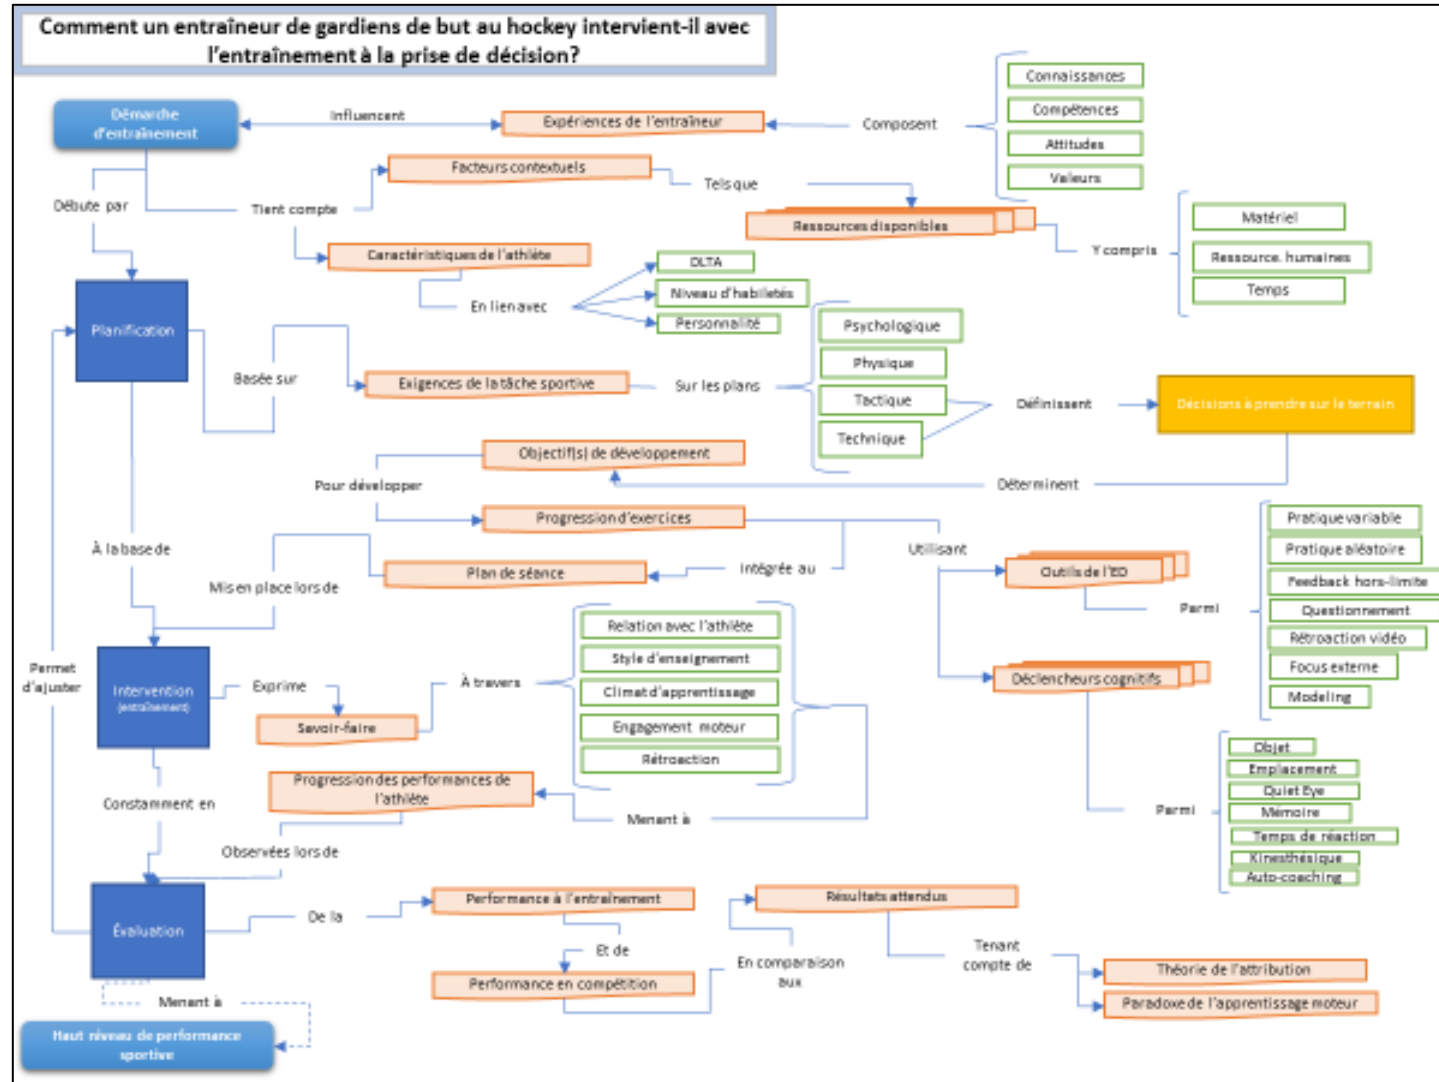 Comment un entraîneur de gardiens de but au hockey intervient-il avec
l'entraînement à la prise de décision?
Démarche
d'entraînement
Influencent
Expériences de l'entraîneur
Composent
Connaissances
Compétences
Attitudes
Valeurs
Facteurs contextuels
Tels que
Débute par
Tient compte
Ressources disponibles
Y compris
Matériel
Ressource. humaines
Temps
Caractéristiques de l'athlète
En lien avec
DLTA
Niveau d'habiletés
Personnalité
Planification
Basée sur
Exigences de la tâche sportive
Sur les plans
Psychologique
Physique
Tactique
Technique
Définissent
Décisions à prendre sur le terrain
Objectif(s) de développement
Déterminent
Pour développer
Progression d'exercices
Utilisant
À la base de
Mis en place lors de
Plan de séance
Intégrée au
Outils de l'ED
Parmi
Pratique variable
Pratique aléatoire
Feedback hors-limite
Questionnement
Rétroaction vidéo
Focus externe
Modeling
Déclencheurs cognitifs
Parmi
Objet
Emplacement
Quiet Eye
Mémoire
Temps de réaction
Kinesthésique
Auto-coaching
Permet
d'ajuster
Intervention
(entraînement)
Exprime
Savoir-faire
À travers
Relation avec l'athlète
Style d'enseignement
Climat d'apprentissage
Engagement moteur
Rétroaction
Progression des performances de
l'athlète
Menant à
Constamment en
Observées lors de
Évaluation
De la
Performance à l'entraînement
Et de
Performance en compétition
En comparaison
aux
Résultats attendus
Tenant
compte de
Théorie de l'attribution
Paradoxe de l'apprentissage moteur
Menant à
Haut niveau de performance
sportive